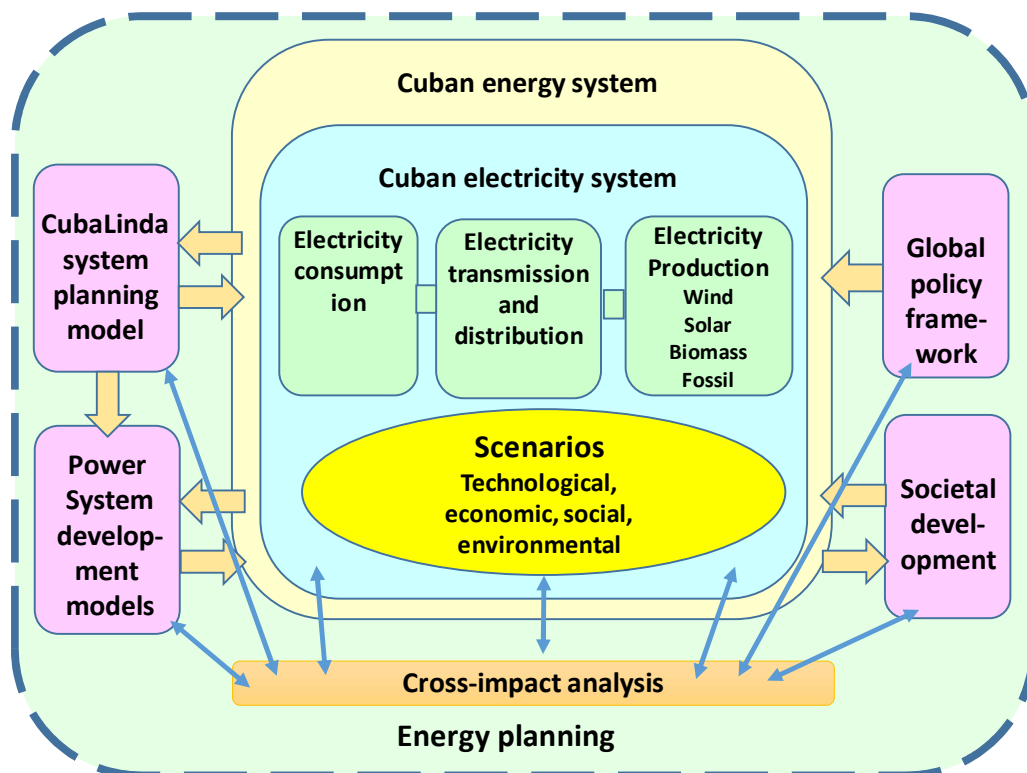 Cuban energy system
Cuban electricity system
CubaLinda
system
planning
model
Electricity
consumpt
ion
Electricity
transmission
and
distribution
Electricity
Production
Wind
Solar
Biomass
Fossil
Global
policy
frame-
work
Power
System
develop-
ment
models
Scenarios
Technological,
economic, social,
environmental
Societal
devel-
opment
Cross-impact analysis
Energy planning